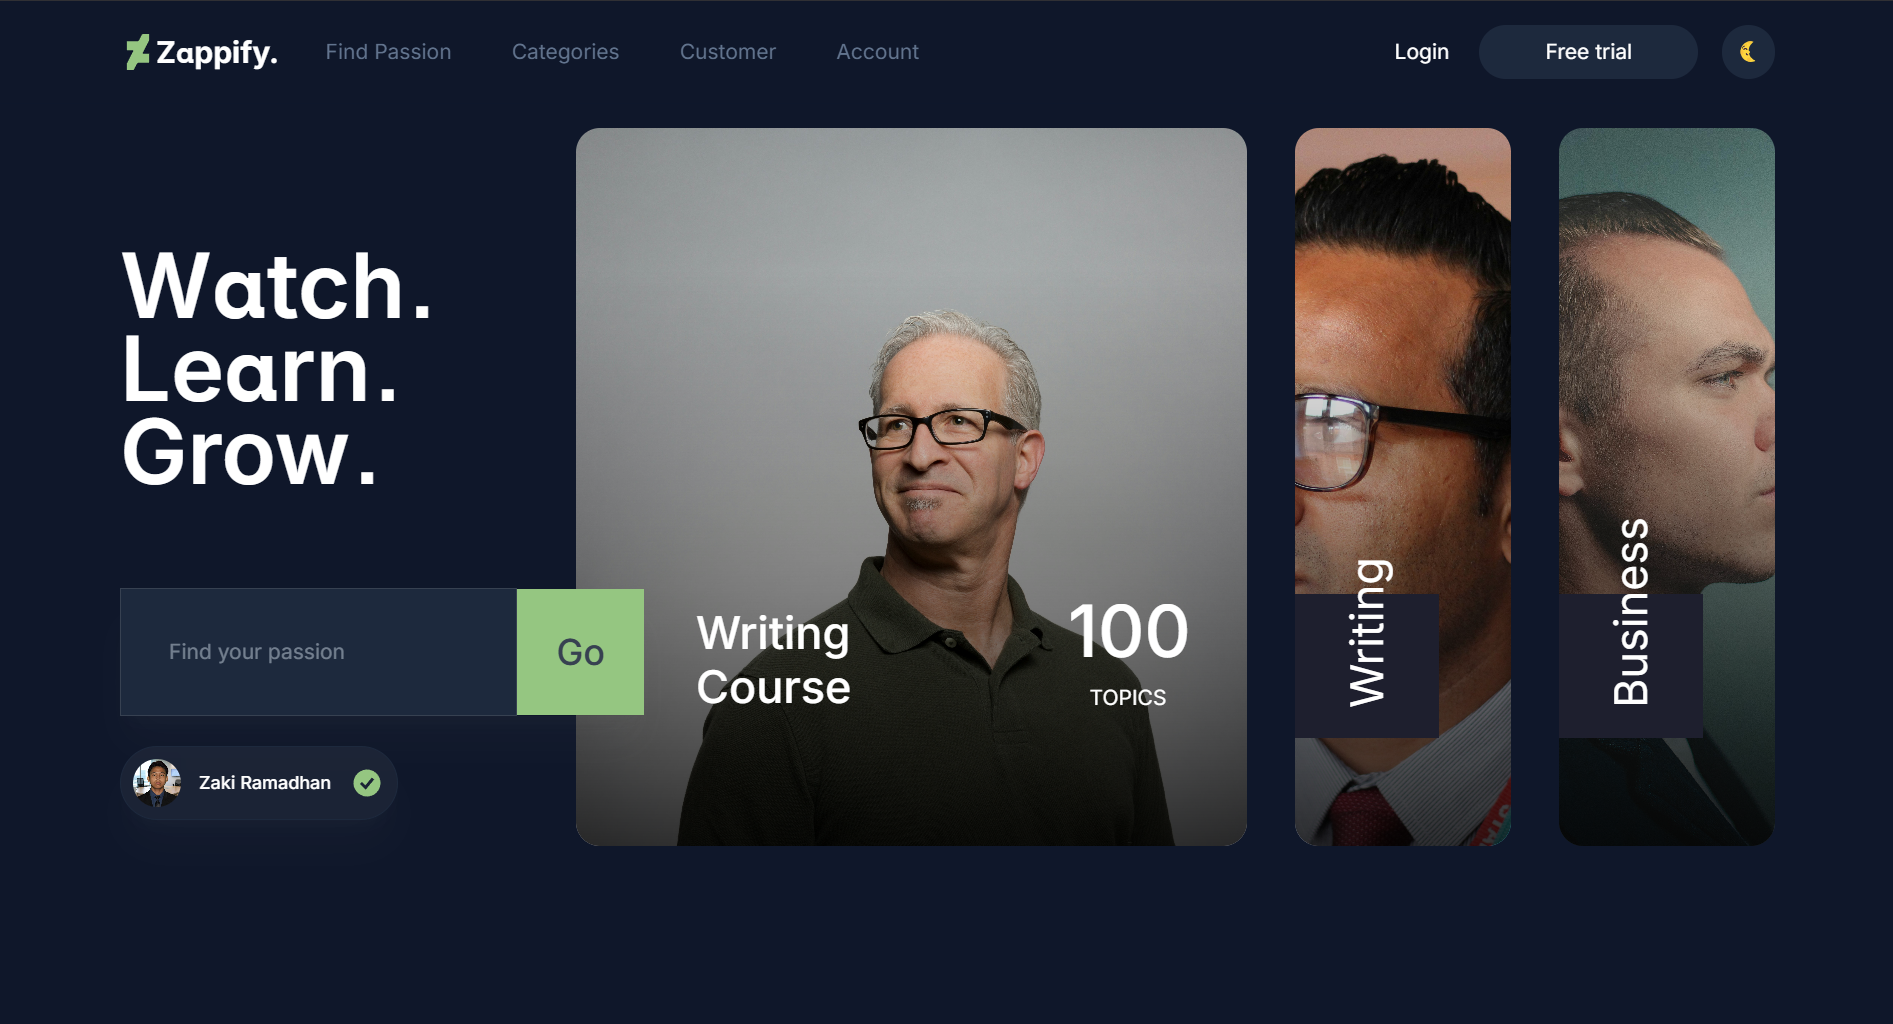 Zappify.
Find Passion
Categories
Customer
Account
Login
Free trial
Watch.
Learn.
Grow.
Find your passion
Go
Zaki Ramadhan
Writing
Course
100
TOPICS
Writing
Business